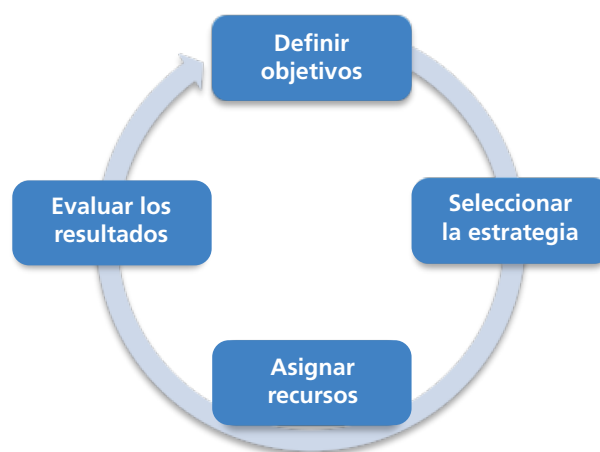 Definir
objetivos
Seleccionar
la estrategia
Asignar
recursos
Evaluar los
resultados